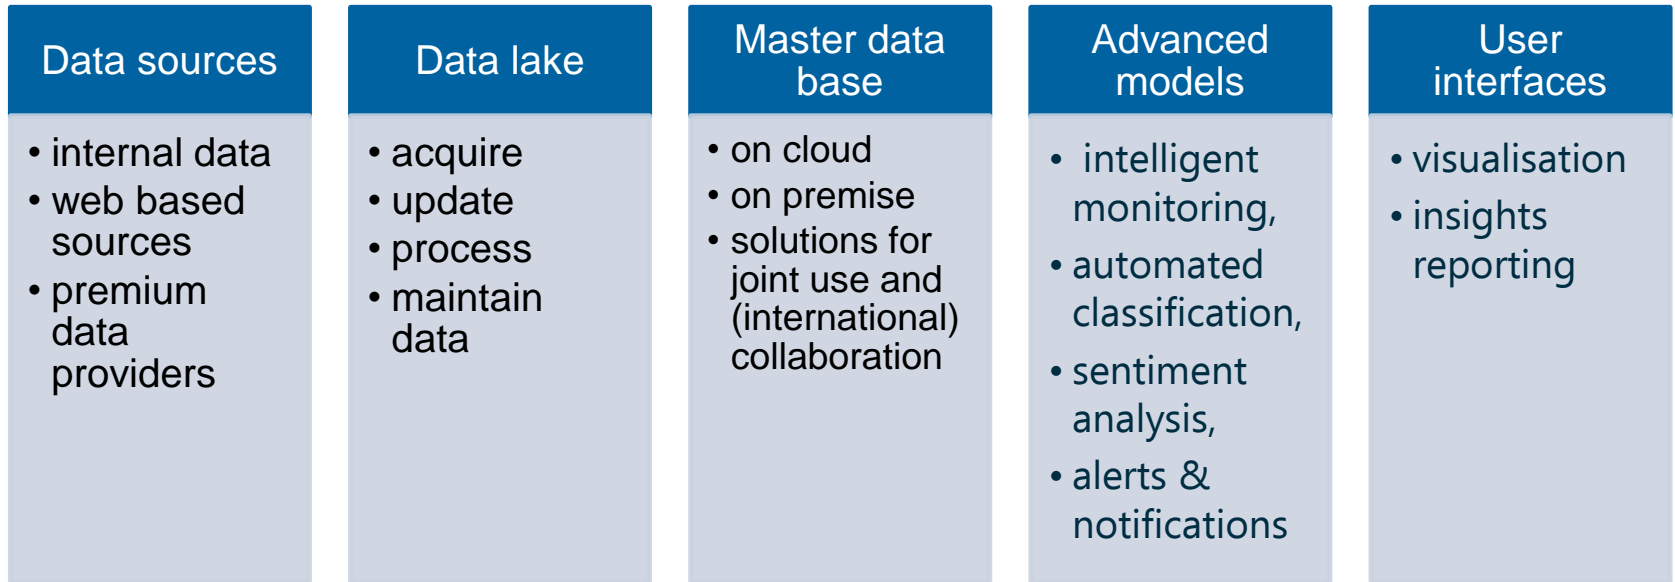 Data sources
• internal data
• web based
sources
• premium
data
providers
Data lake
• acquire
• update
• process
• maintain
data
Master data
base
• on cloud
• on premise
• solutions for
joint use and
(international)
collaboration
Advanced
models
• intelligent
monitoring,
• automated
classification,
• sentiment
analysis,
• alerts &
notifications
User
interfaces
• visualisation
• insights
reporting